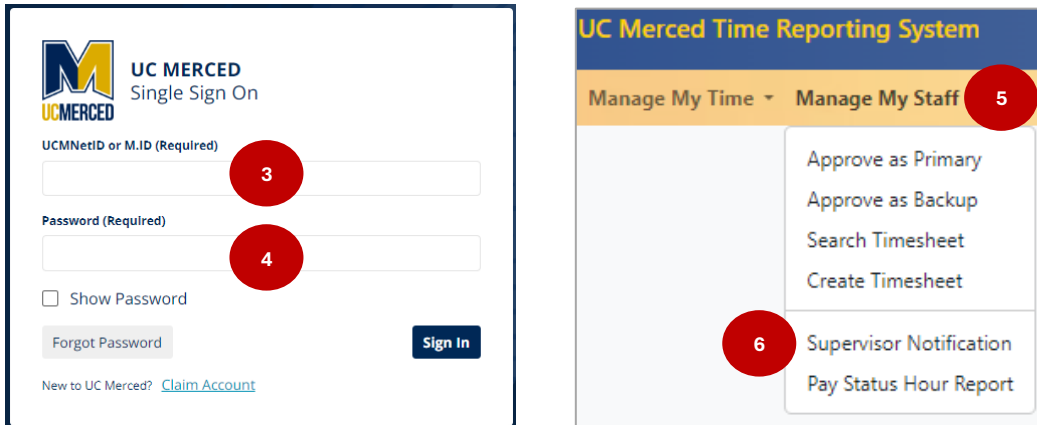 UC MERCED
Single Sign On
UCMERCED
UCMNetID or M.ID (Required)
3
Password (Required)
4
Show Password
Forgot Password
Sign In
New to UC Merced? Claim Account
UC Merced Time Reporting System
Manage My Time Manage My Staff 5
Approve as Primary
Approve as Backup
Search Timesheet
Create Timesheet
6 Supervisor Notification
Pay Status Hour Report